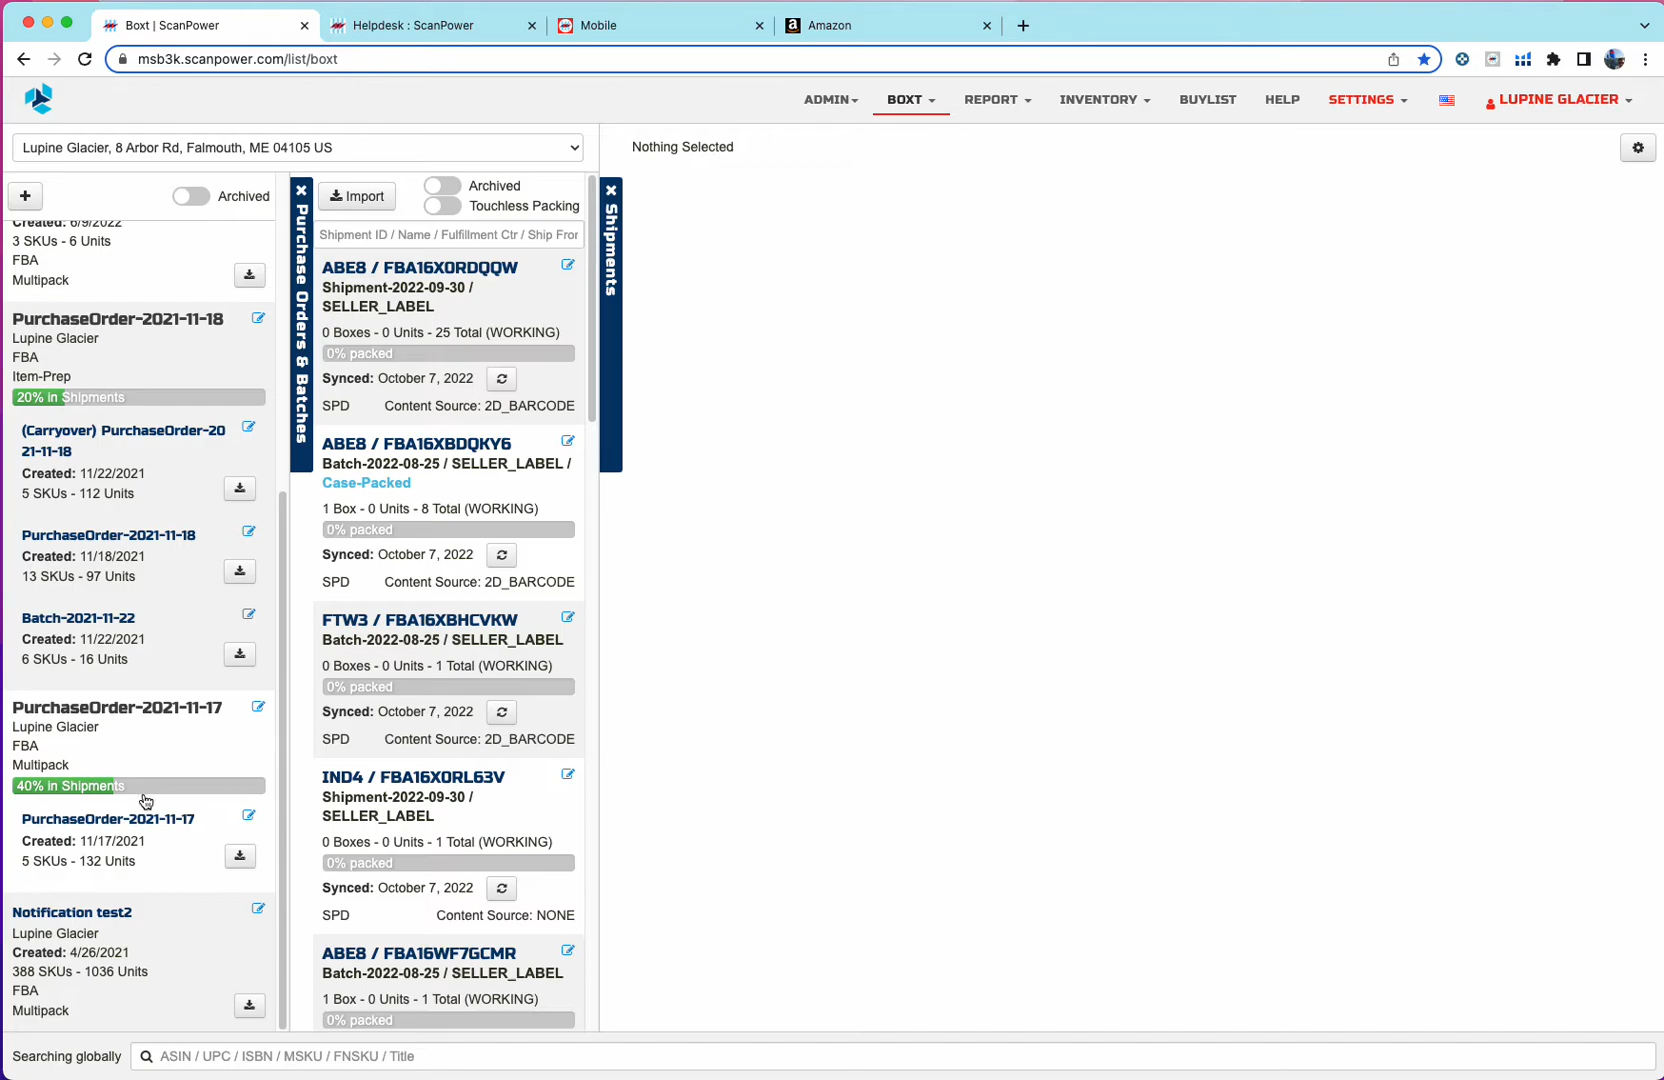 Boxt | ScanPower
Helpdesk : ScanPower
Mobile
Amazon
msb3k.scanpower.com/list/boxt
ADMIN
BOXT
REPORT
INVENTORY
BUYLIST
HELP
SETTINGS
LUPINE GLACIER
Lupine Glacier, 8 Arbor Rd, Falmouth, ME 04105 US
Nothing Selected
Archived
Created: 6/9/2022
3 SKUs - 6 Units
FBA
Multipack
PurchaseOrder-2021-11-18
Lupine Glacier
FBA
Item-Prep
20% in Shipments
(Carryover) PurchaseOrder-20
21-11-18
Created: 11/22/2021
5 SKUs - 112 Units
PurchaseOrder-2021-11-18
Created: 11/18/2021
13 SKUs - 97 Units
Batch-2021-11-22
Created: 11/22/2021
6 SKUs - 16 Units
PurchaseOrder-2021-11-17
Lupine Glacier
FBA
Multipack
40% in Shipments
PurchaseOrder-2021-11-17
Created: 11/17/2021
5 SKUs - 132 Units
Notification test2
Lupine Glacier
Created: 4/26/2021
388 SKUs - 1036 Units
FBA
Multipack
Purchase Orders & Batches
Import
Archived
Touchless Packing
Shipment ID / Name / Fulfillment Ctr / Ship Fror
ABE8 / FBA16X0RDQQW
Shipment-2022-09-30 /
SELLER_LABEL
0 Boxes - 0 Units - 25 Total (WORKING)
0% packed
Synced: October 7, 2022
SPD Content Source: 2D_BARCODE
ABE8 / FBA16XBDQKY6
Batch-2022-08-25 / SELLER_LABEL /
Case-Packed
1 Box - 0 Units - 8 Total (WORKING)
0% packed
Synced: October 7, 2022
SPD Content Source: 2D_BARCODE
FTW3 / FBA16XBHCVKW
Batch-2022-08-25 / SELLER_LABEL
0 Boxes - 0 Units - 1 Total (WORKING)
0% packed
Synced: October 7, 2022
SPD Content Source: 2D_BARCODE
IND4 / FBA16X0RL63V
Shipment-2022-09-30 /
SELLER_LABEL
0 Boxes - 0 Units - 1 Total (WORKING)
0% packed
Synced: October 7, 2022
SPD Content Source: NONE
ABE8 / FBA16WF7GCMR
Batch-2022-08-25 / SELLER_LABEL
1 Box - 0 Units - 1 Total (WORKING)
0% packed
Shipments
Searching globally
ASIN / UPC / ISBN / MSKU / FNSKU / Title